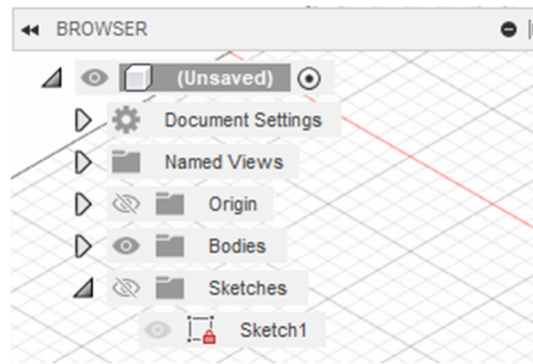 BROWSER
(Unsaved)
Document Settings
Named Views
Origin
Bodies
Sketches
Sketch1